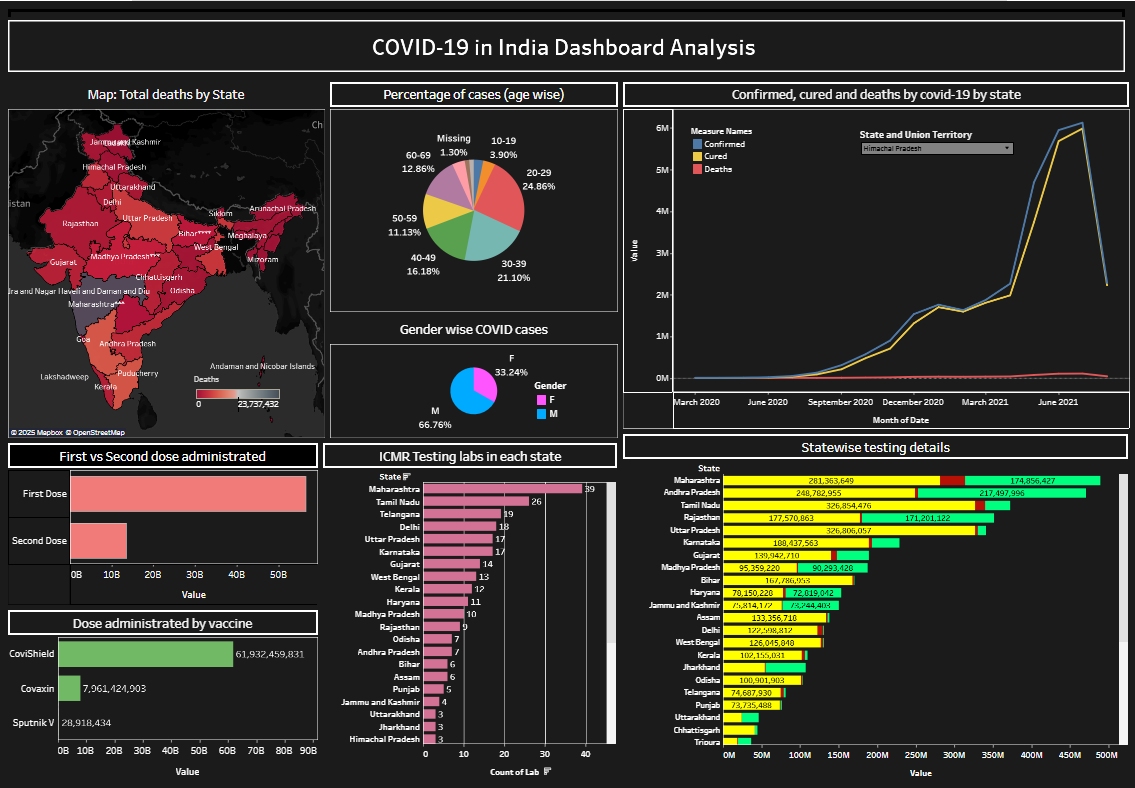 COVID-19 in India Dashboard Analysis
Map: Total deaths by State
Ch
Jammu and Kashmir
Himachal Pradesh
Uttarakhand
istan
Delhi
Rajasthan
Uttar Pradesh
Sikkim
Arunachal Pradesh
Bihar****
Meghalaya
West Bengal
Madhya Pradesh***
Gujarat
Mizoram
Chhattisgarh
dra and Nagar Haveli and Daman and Diu
Odisha
Maharashtra***
Goa
Andhra Pradesh
Andaman and Nicobar Islands
Lakshadweep
Puducherry
Kerala
Deaths
0
23,737,432
© 2025 Mapbox © OpenStreetMap
Percentage of cases (age wise)
Missing
1.30%
10-19
3.90%
60-69
12.86%
20-29
24.86%
50-59
11.13%
40-49
16.18%
30-39
21.10%
Gender wise COVID cases
F
33.24%
M
66.76%
Gender
F
M
Confirmed, cured and deaths by covid-19 by state
Measure Names
Confirmed
Cured
Deaths
State and Union Territory
Himachal Pradesh
Value
6M
5M
4M
3M
2M
1M
0M
March 2020
June 2020
September 2020
December 2020
March 2021
June 2021
Month of Date
First vs Second dose administrated
First Dose
Second Dose
0B
10B
20B
30B
40B
50B
Value
Dose administrated by vaccine
CoviShield
61,932,459,831
Covaxin
7,961,424,903
Sputnik V
28,918,434
0B
10B
20B
30B
40B
50B
60B
70B
80B
90B
Value
ICMR Testing labs in each state
State
Maharashtra 39
Tamil Nadu 26
Telangana 19
Delhi 18
Uttar Pradesh 17
Karnataka 17
Gujarat 14
West Bengal 13
Kerala 12
Haryana 11
Madhya Pradesh 10
Rajasthan 9
Odisha 7
Andhra Pradesh 7
Bihar 6
Assam 6
Punjab 5
Jammu and Kashmir 4
Uttarakhand 3
Jharkhand 3
Himachal Pradesh 3
0
10
20
30
40
Count of Lab
Statewise testing details
State
Maharashtra 281,363,649 174,856,427
Andhra Pradesh 248,782,955 217,497,996
Tamil Nadu 326,854,476
Rajasthan 177,570,863 171,201,122
Uttar Pradesh 326,806,057
Karnataka 188,437,563
Gujarat 139,942,710
Madhya Pradesh 95,359,220 90,293,428
Bihar 167,786,953
Haryana 78,150,228 72,819,042
Jammu and Kashmir 75,814,172 73,244,403
Assam 133,356,718
Delhi 122,598,812
West Bengal 126,045,848
Kerala 102,155,031
Jharkhand
Odisha 100,901,903
Telangana 74,687,930
Punjab 73,735,488
Uttarakhand
Chhattisgarh
Tripura
0M
50M
100M
150M
200M
250M
300M
350M
400M
450M
500M
Value